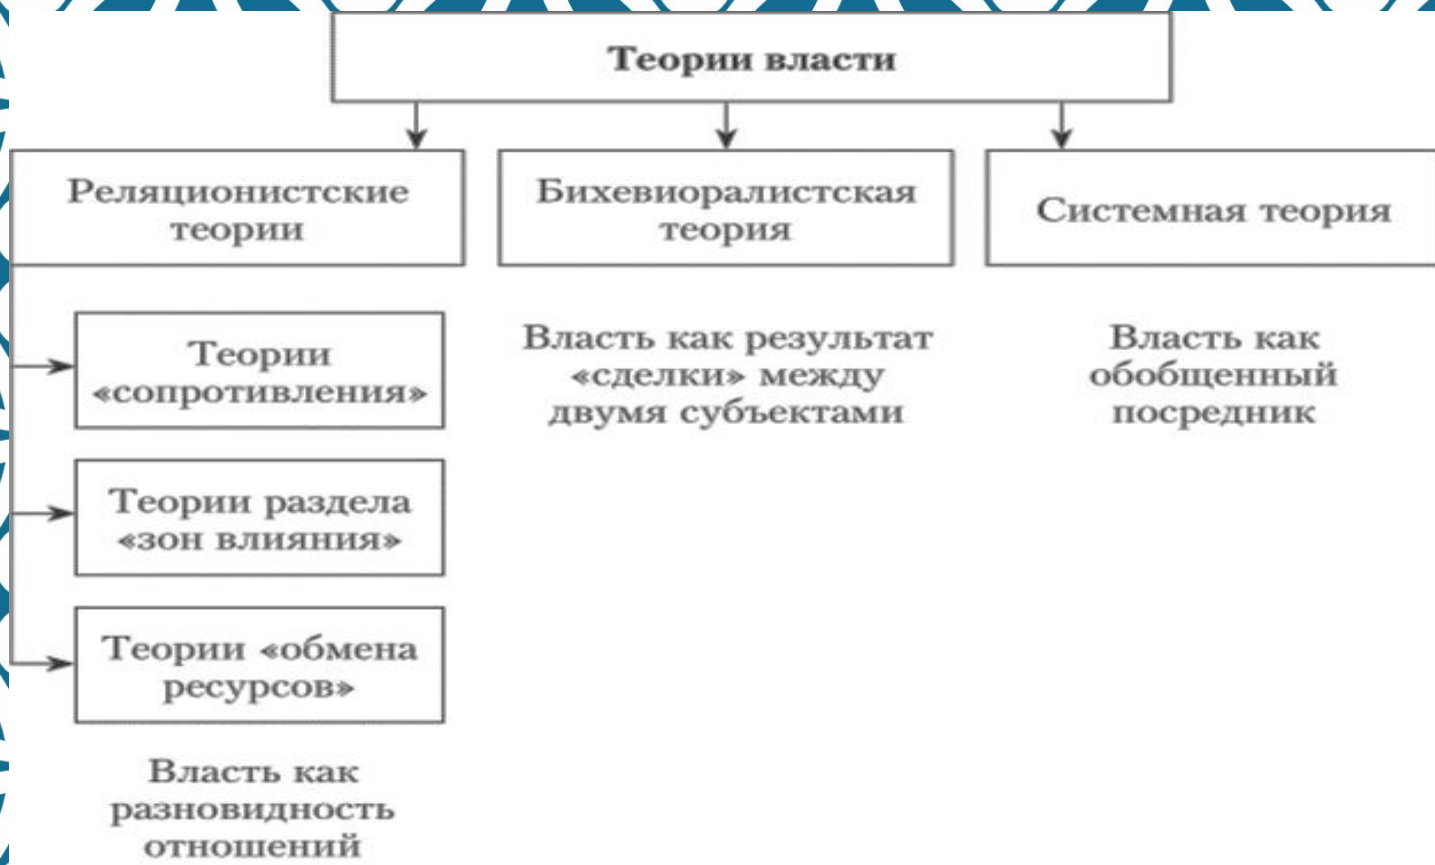 Теории власти
Реляционистские
теории
Бихевиоралистская
теория
Системная теория
Теории
«сопротивления»
Теории раздела
«зон влияния»
Теории «обмена
ресурсов»
Власть как
разновидность
отношений
Власть как результат
«сделки» между
двумя субъектами
Власть как
обобщенный
посредник